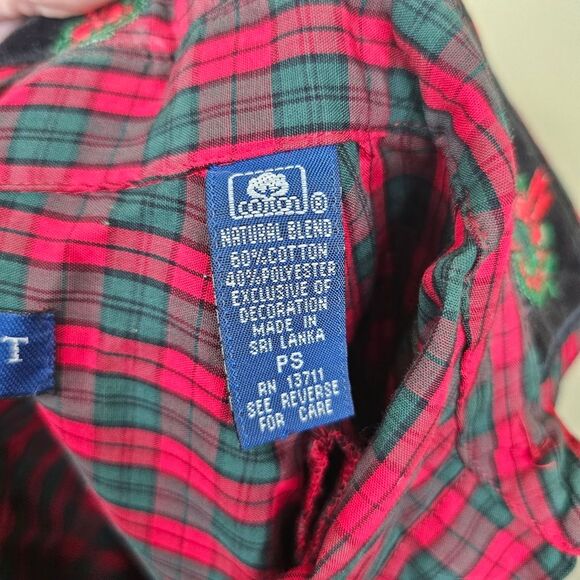 cotton ®
NATURAL BLEND
60% COTTON
40% POLYESTER
EXCLUSIVE OF
DECORATION
MADE IN
SRI LANKA
PS
RN 13711
SEE REVERSE
FOR CARE
T